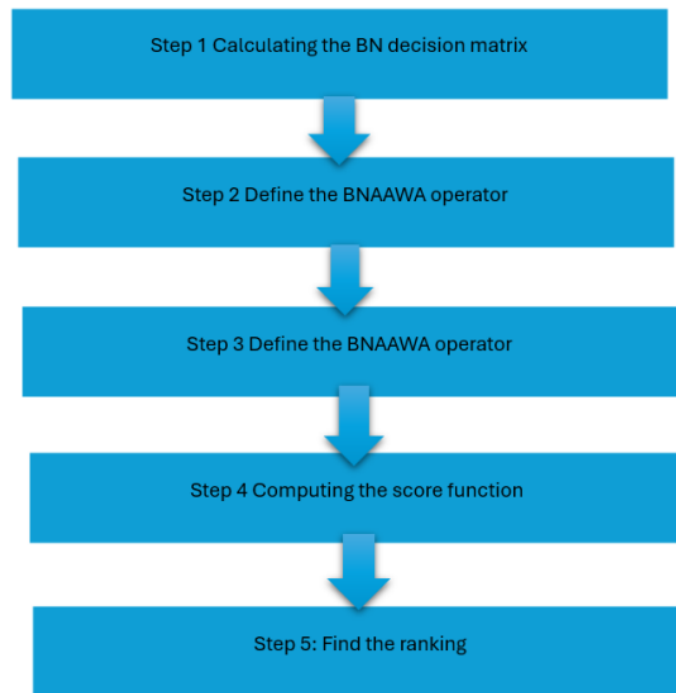 Step 1 Calculating the BN decision matrix
Step 2 Define the BNAAWA operator
Step 3 Define the BNAAWA operator
Step 4 Computing the score function
Step 5: Find the ranking